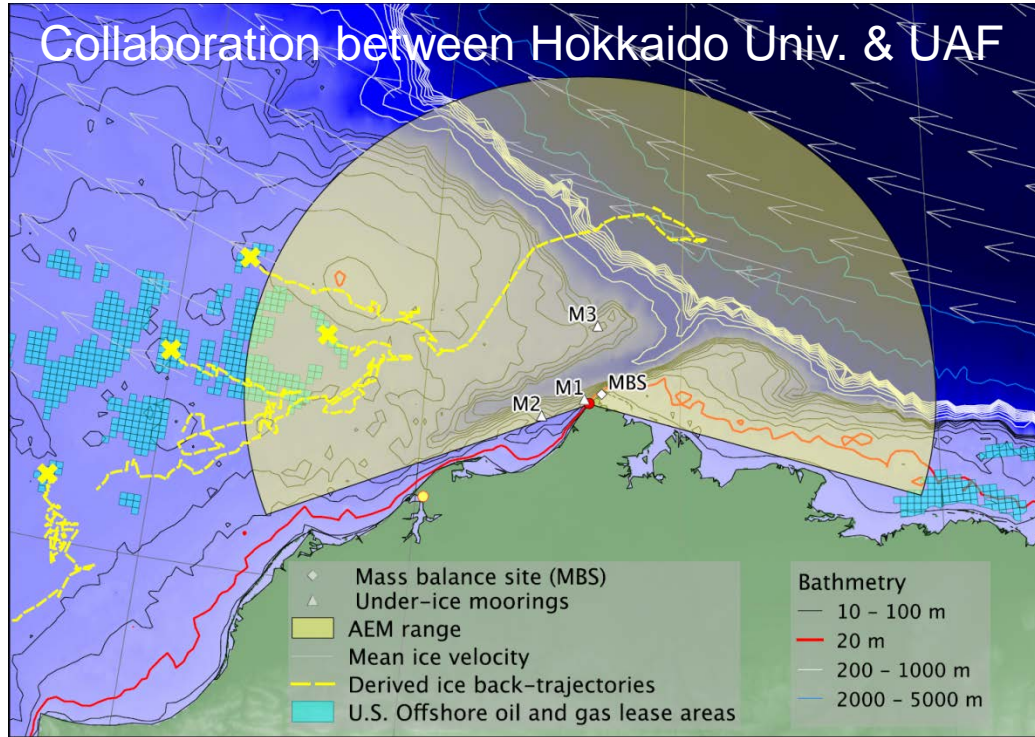 Collaboration between Hokkaido Univ. & UAF
M3
MBS
M1
M2
Mass balance site (MBS)
Under-ice moorings
AEM range
Mean ice velocity
Derived ice back-trajectories
U.S. Offshore oil and gas lease areas
Bathmetry
10 – 100 m
20 m
200 – 1000 m
2000 – 5000 m